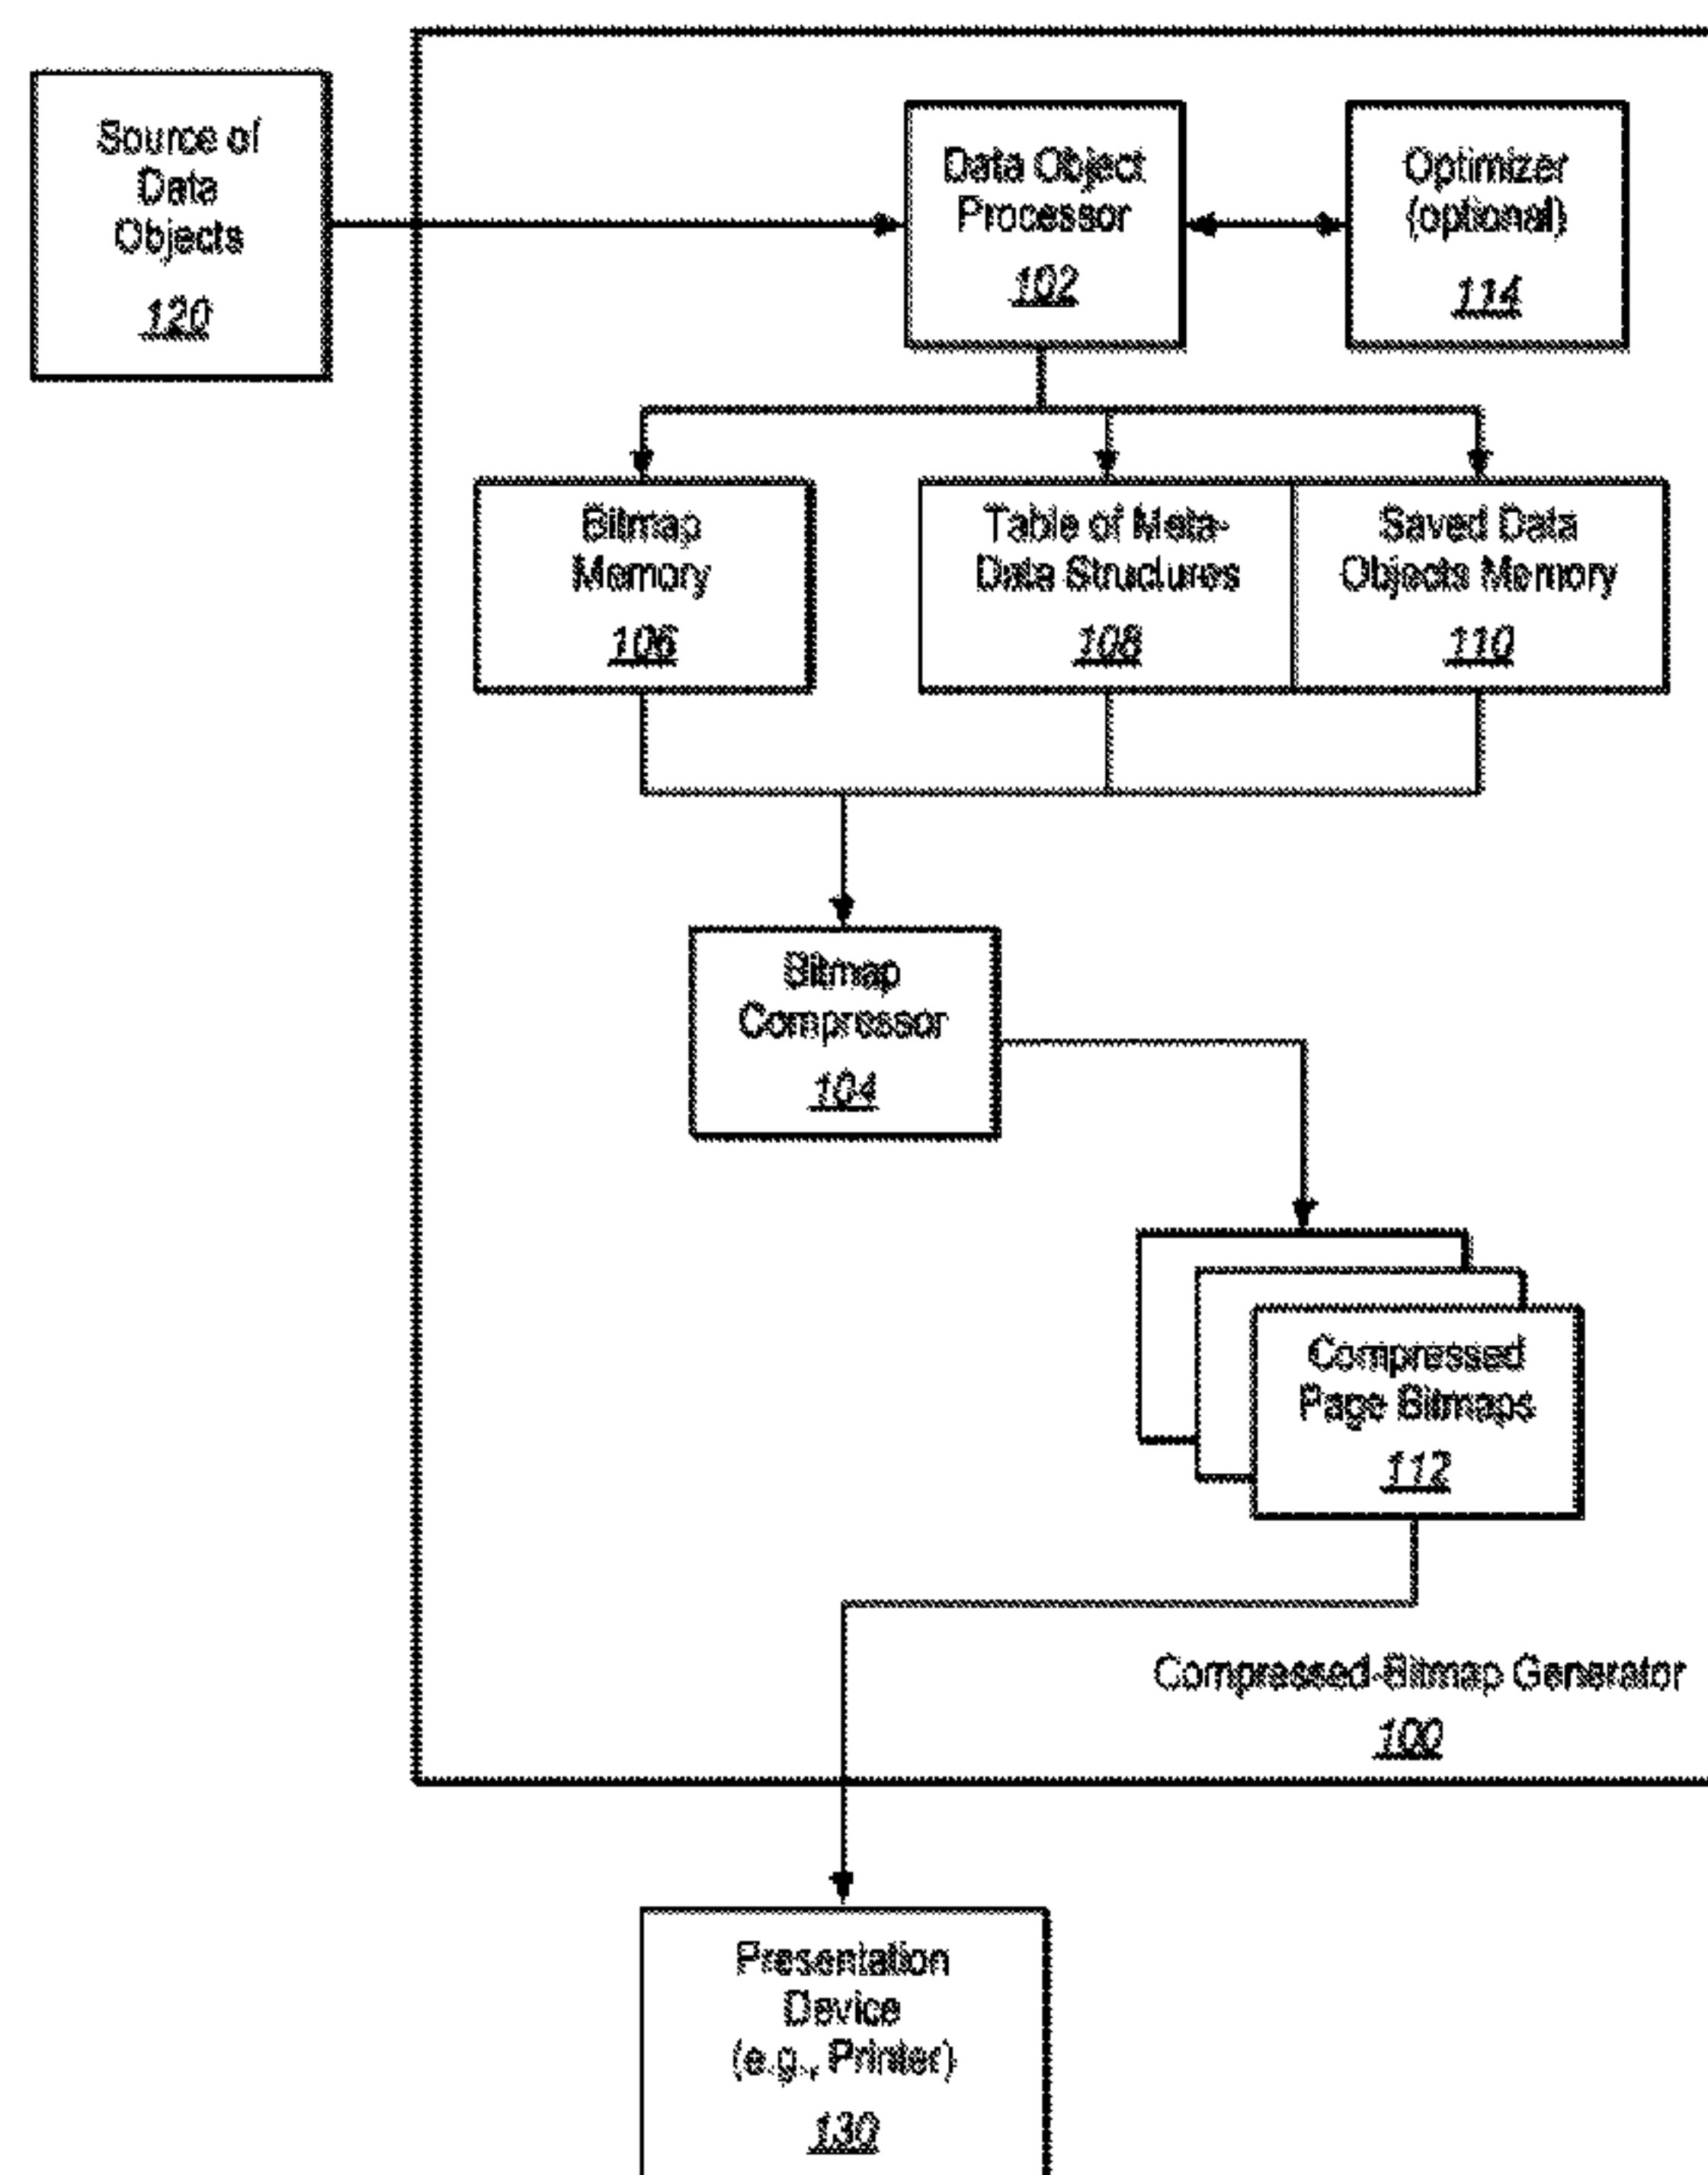 Source of
Data
Objects
120
Data Object
Processor
102
Optimizer
(optional)
114
Bitmap
Memory
106
Table of Meta-
Data Structures
108
Saved Data
Objects Memory
110
Bitmap
Compressor
104
Compressed
Page Bitmaps
112
Compressed-Bitmap Generator
100
Presentation
Device
(e.g., Printer)
130